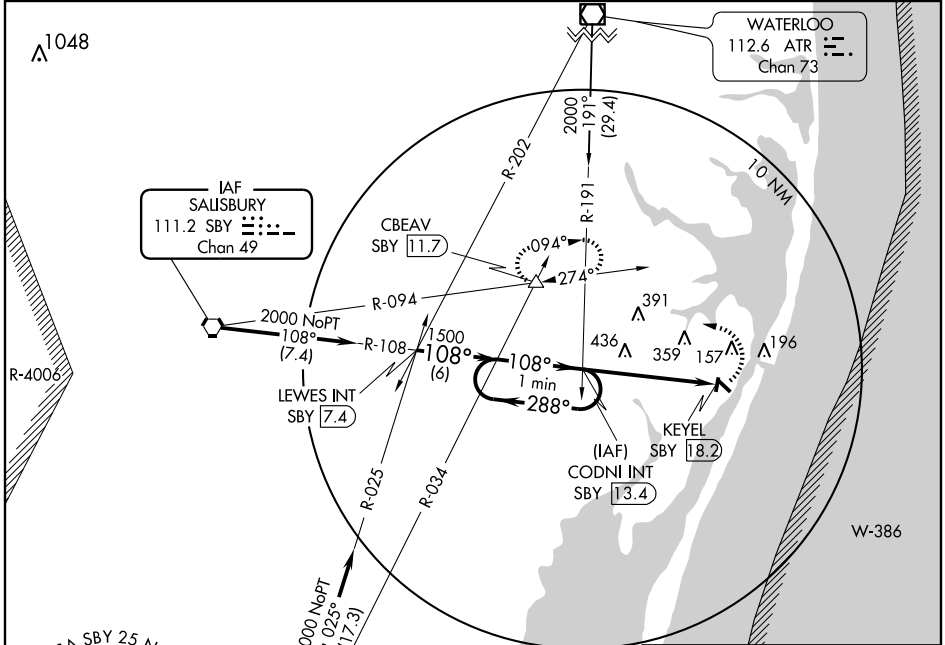 1048
WATERLOO
112.6 ATR
Chan 73
2000
191°
(29.4)
R-202
10 NM
IAF
SALISBURY
111.2 SBY
Chan 49
R-191
CBEAV
SBY 11.7
094°
274°
R-094
2000 NoPT
108°
(7.4)
R-108
1500
108°
(6)
108°
1 min
288°
391
436
359
157
196
R-4006
LEWES INT
SBY 7.4
KEYEL
SBY 18.2
(IAF)
CODNI INT
SBY 13.4
R-025
R-034
W-386
000 NoPT
025°
17.3)
SBY 25 N